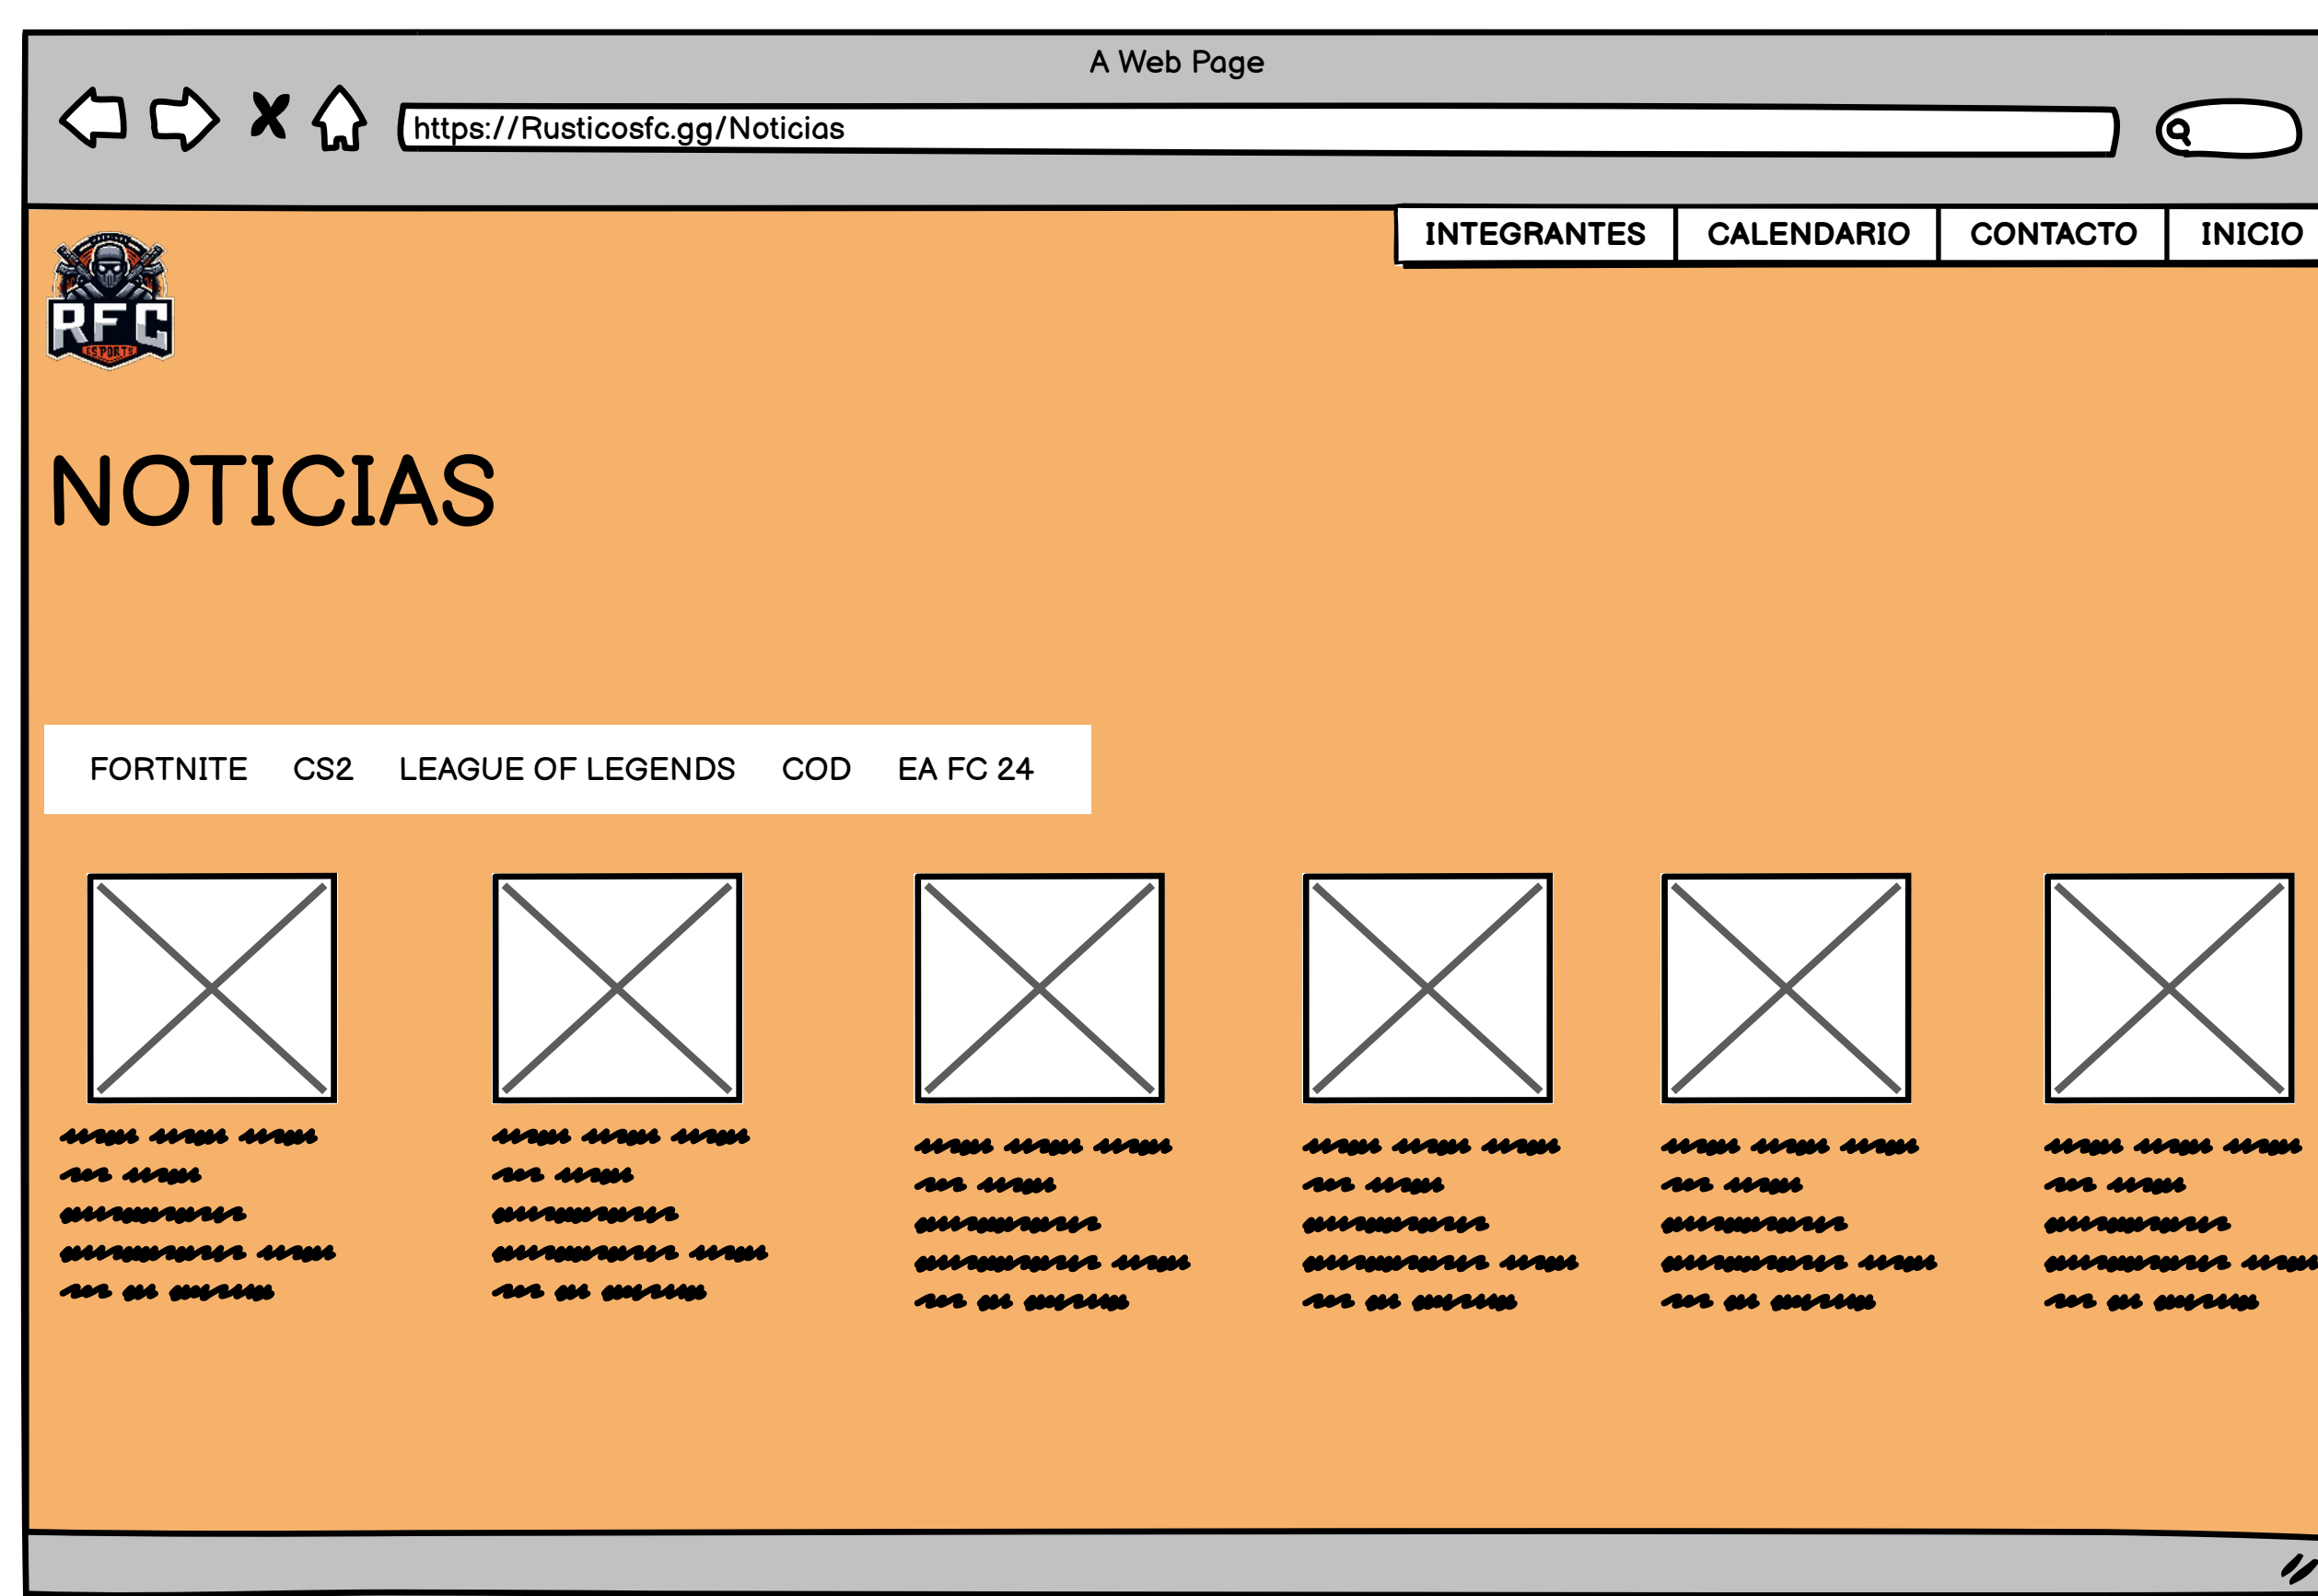 A Web Page
https://Rusticosfc.gg/Noticias
INTEGRANTES CALENDARIO CONTACTO INICIO
RFC
ESPORTS
NOTICIAS
FORTNITE CS2 LEAGUE OF LEGENDS COD EA FC 24